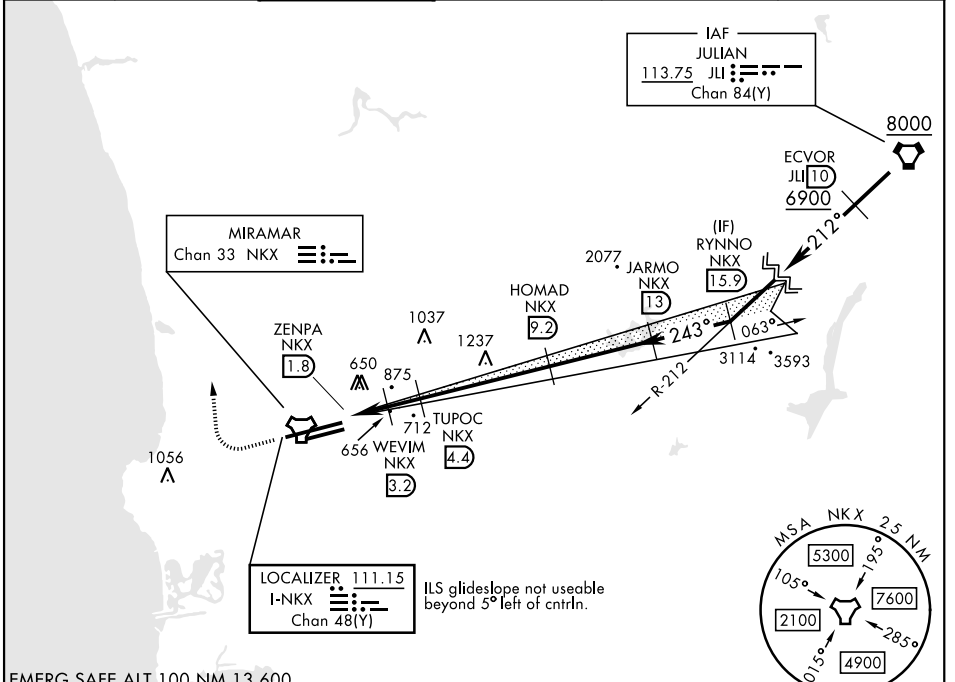 IAF
JULIAN
113.75 JLI
Chan 84(Y)
8000
ECVOR
JLI 10
6900
212°
(IF)
RYNNO
NKX
15.9
2077
JARMO
NKX
13
HOMAD
NKX
9.2
243°
063°
3114
3593
R-212
MIRAMAR
Chan 33 NKX
ZENPA
NKX
1.8
1037
1237
650
875
712
TUPOC
NKX
4.4
656
WEVIM
NKX
3.2
1056
LOCALIZER 111.15
I-NKX
Chan 48(Y)
ILS glideslope not useable
beyond 5° left of cntrln.
MSA NKX 25 NM
5300
195°
105°
7600
2100
285°
015°
4900
EMERG SAFE ALT 100 NM 13,600